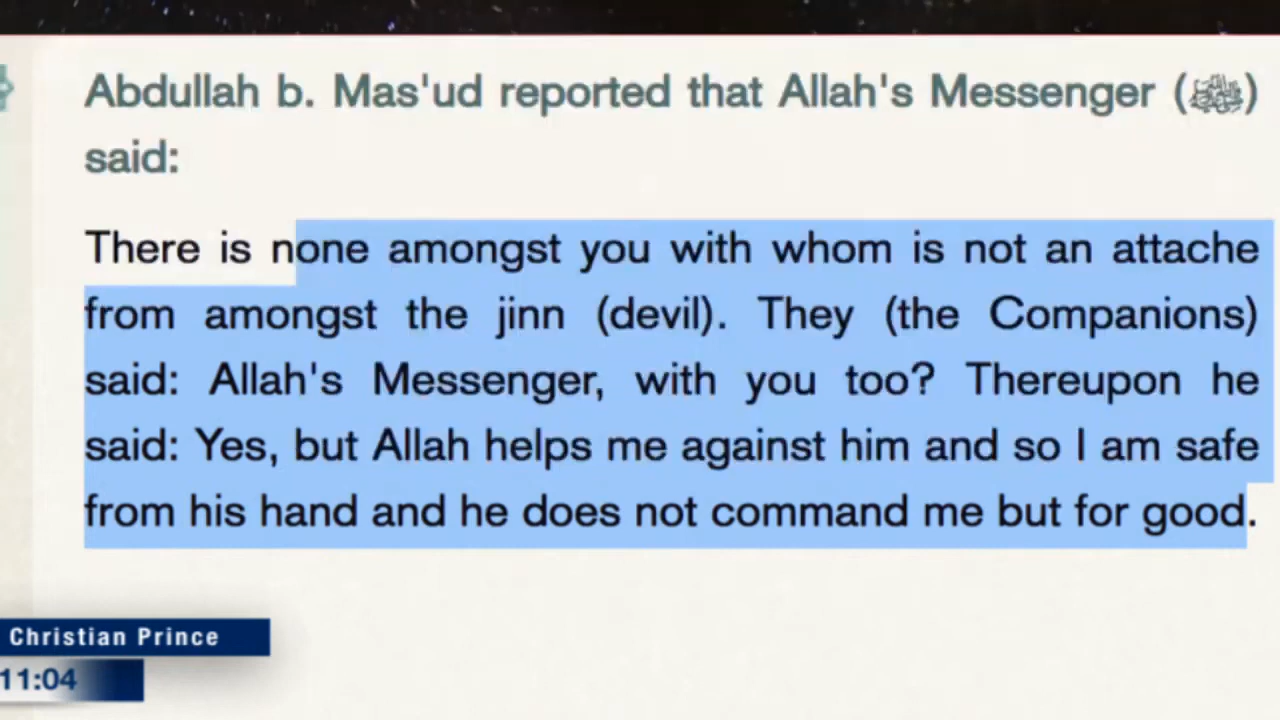 Abdullah b. Mas'ud reported that Allah's Messenger (ﷺ)
said:
There is none amongst you with whom is not an attache
from amongst the jinn (devil). They (the Companions)
said: Allah's Messenger, with you too? Thereupon he
said: Yes, but Allah helps me against him and so I am safe
from his hand and he does not command me but for good.
Christian Prince
11:04